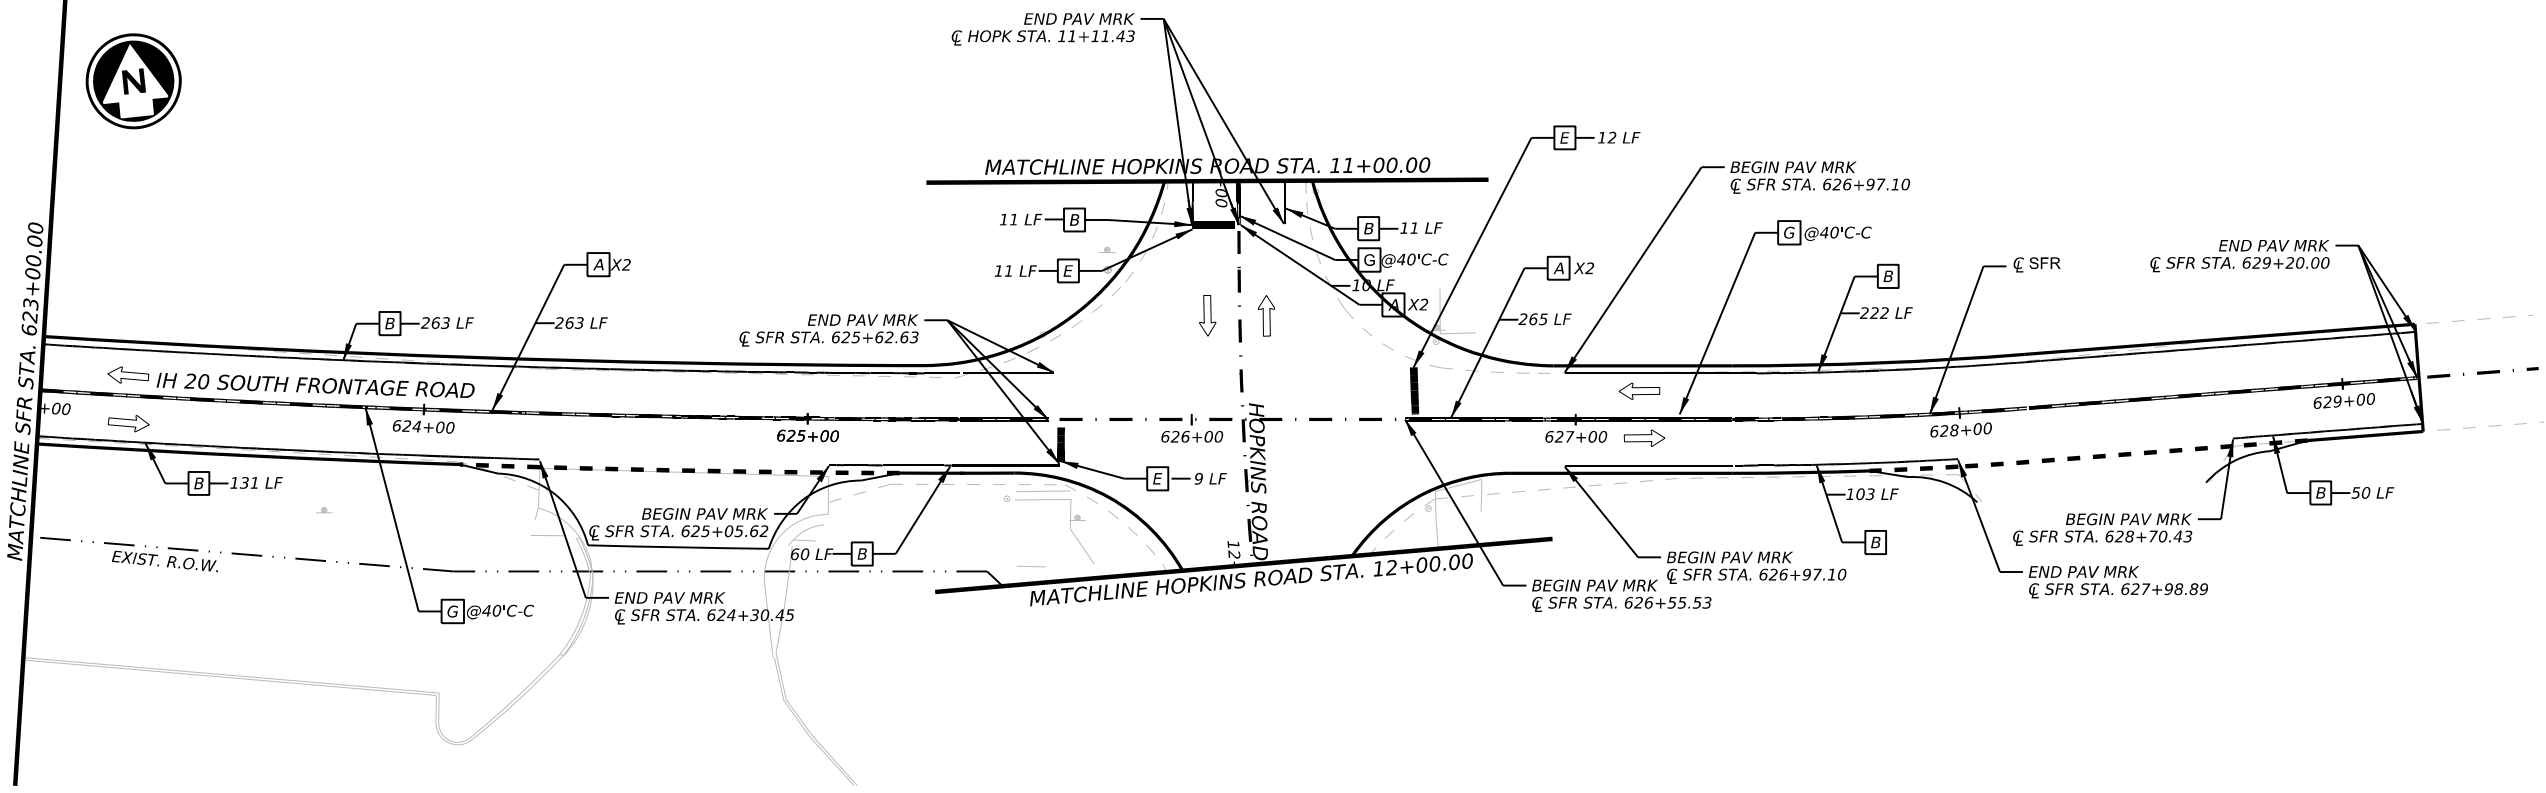 END PAV MRK
℄ HOPK STA. 11+11.43
N
MATCHLINE HOPKINS ROAD STA. 11+00.00
E 12 LF
BEGIN PAV MRK
℄ SFR STA. 626+97.10
11 LF B
B 11 LF
G @40'C-C
G @40'C-C
END PAV MRK
℄ SFR STA. 629+20.00
A X2
11 LF E
10 LF
A X2
A X2
B
℄ SFR
MATCHLINE SFR STA. 623+00.00
B 263 LF
263 LF
END PAV MRK
℄ SFR STA. 625+62.63
265 LF
222 LF
IH 20 SOUTH FRONTAGE ROAD
+00
624+00
625+00
626+00
627+00
628+00
629+00
HOPKINS ROAD
B 131 LF
E 9 LF
103 LF
B
B 50 LF
BEGIN PAV MRK
℄ SFR STA. 625+05.62
60 LF B
BEGIN PAV MRK
℄ SFR STA. 628+70.43
EXIST. R.O.W.
12
MATCHLINE HOPKINS ROAD STA. 12+00.00
BEGIN PAV MRK
℄ SFR STA. 626+97.10
END PAV MRK
℄ SFR STA. 627+98.89
BEGIN PAV MRK
℄ SFR STA. 626+55.53
G @40'C-C
END PAV MRK
℄ SFR STA. 624+30.45